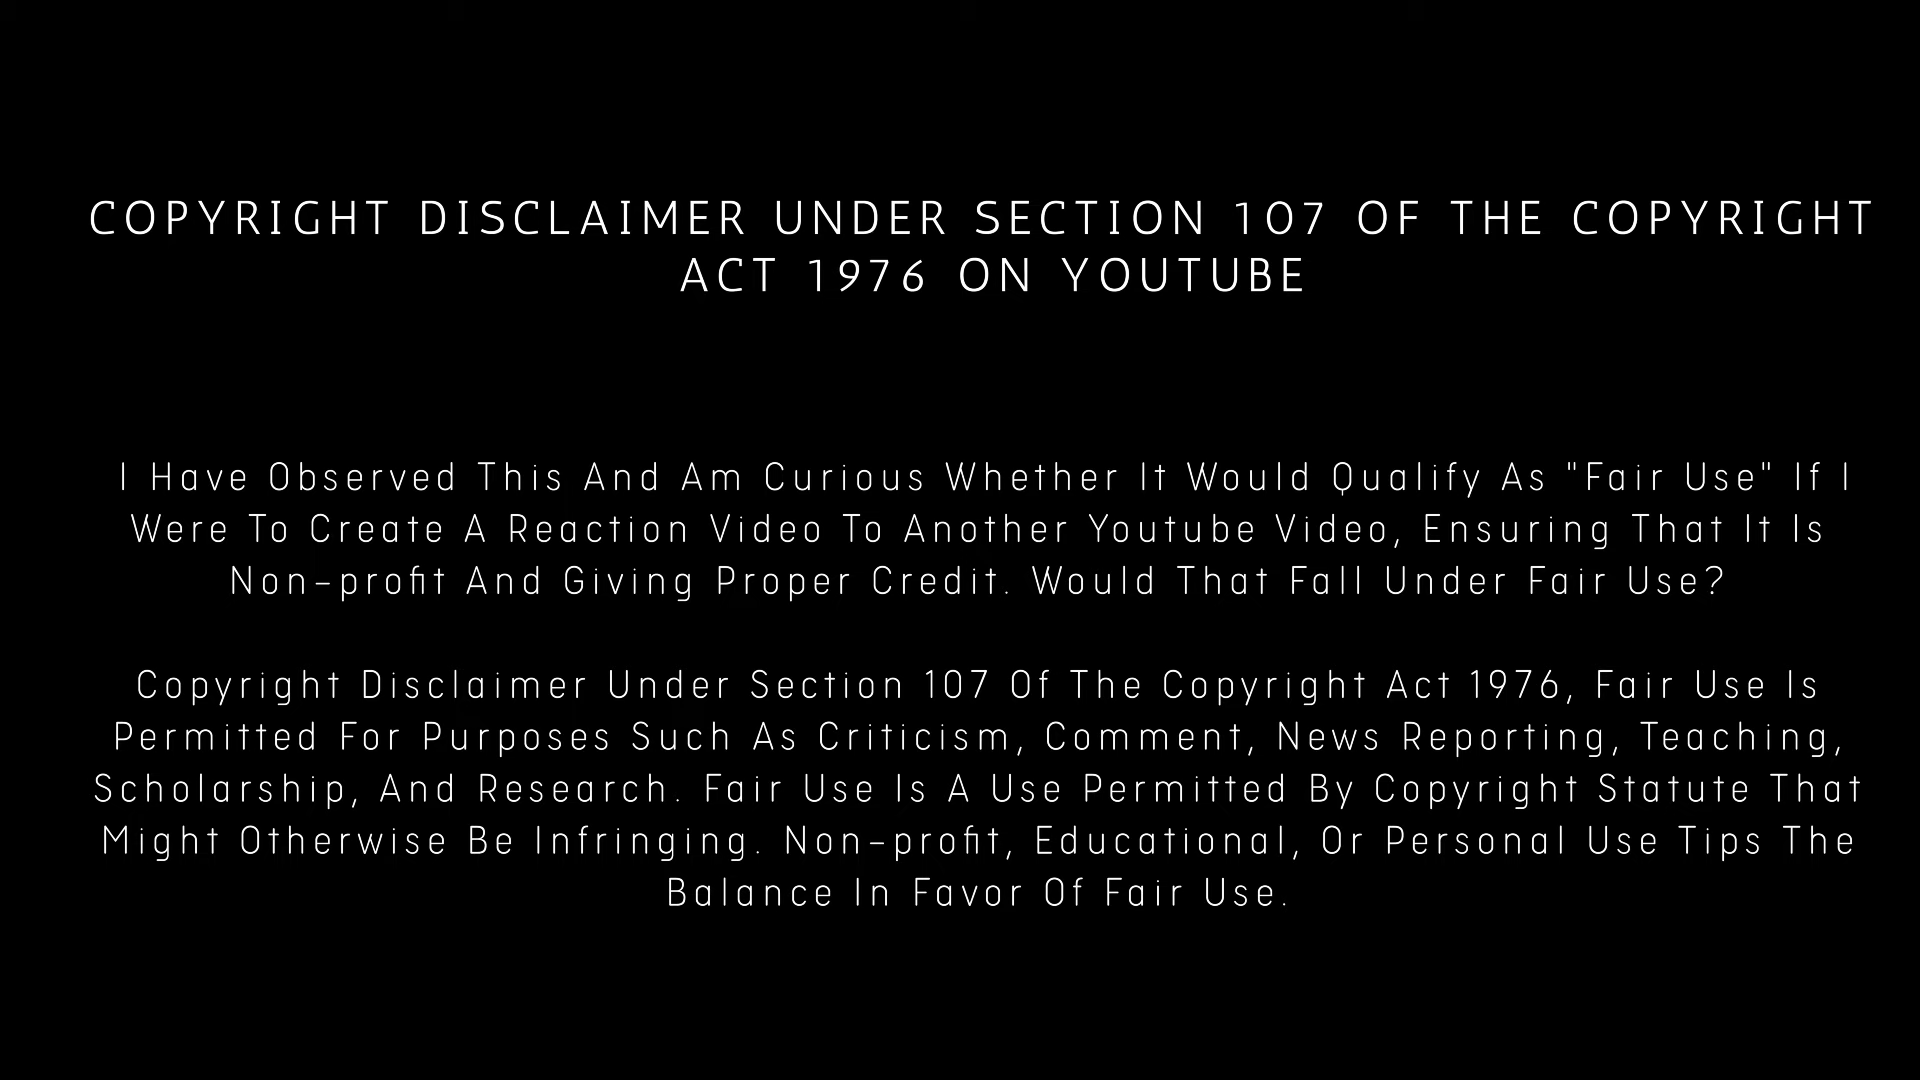 COPYRIGHT DISCLAIMER UNDER SECTION 107 OF THE COPYRIGHT
ACT 1976 ON YOUTUBE
I Have Observed This And Am Curious Whether It Would Qualify As "Fair Use" If I
Were To Create A Reaction Video To Another Youtube Video, Ensuring That It Is
Non-profit And Giving Proper Credit. Would That Fall Under Fair Use?
Copyright Disclaimer Under Section 107 Of The Copyright Act 1976, Fair Use Is
Permitted For Purposes Such As Criticism, Comment, News Reporting, Teaching,
Scholarship, And Research. Fair Use Is A Use Permitted By Copyright Statute That
Might Otherwise Be Infringing. Non-profit, Educational, Or Personal Use Tips The
Balance In Favor Of Fair Use.